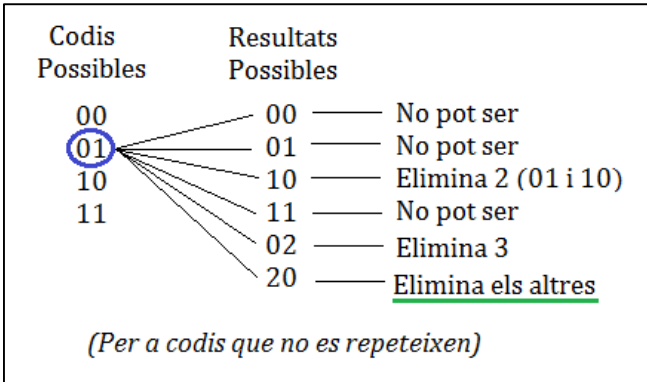 Codis Resultats
Possibles Possibles
00 00 No pot ser
01 01 No pot ser
10 10 Elimina 2 (01 i 10)
11 11 No pot ser
02 Elimina 3
20 Elimina els altres
(Per a codis que no es repeteixen)